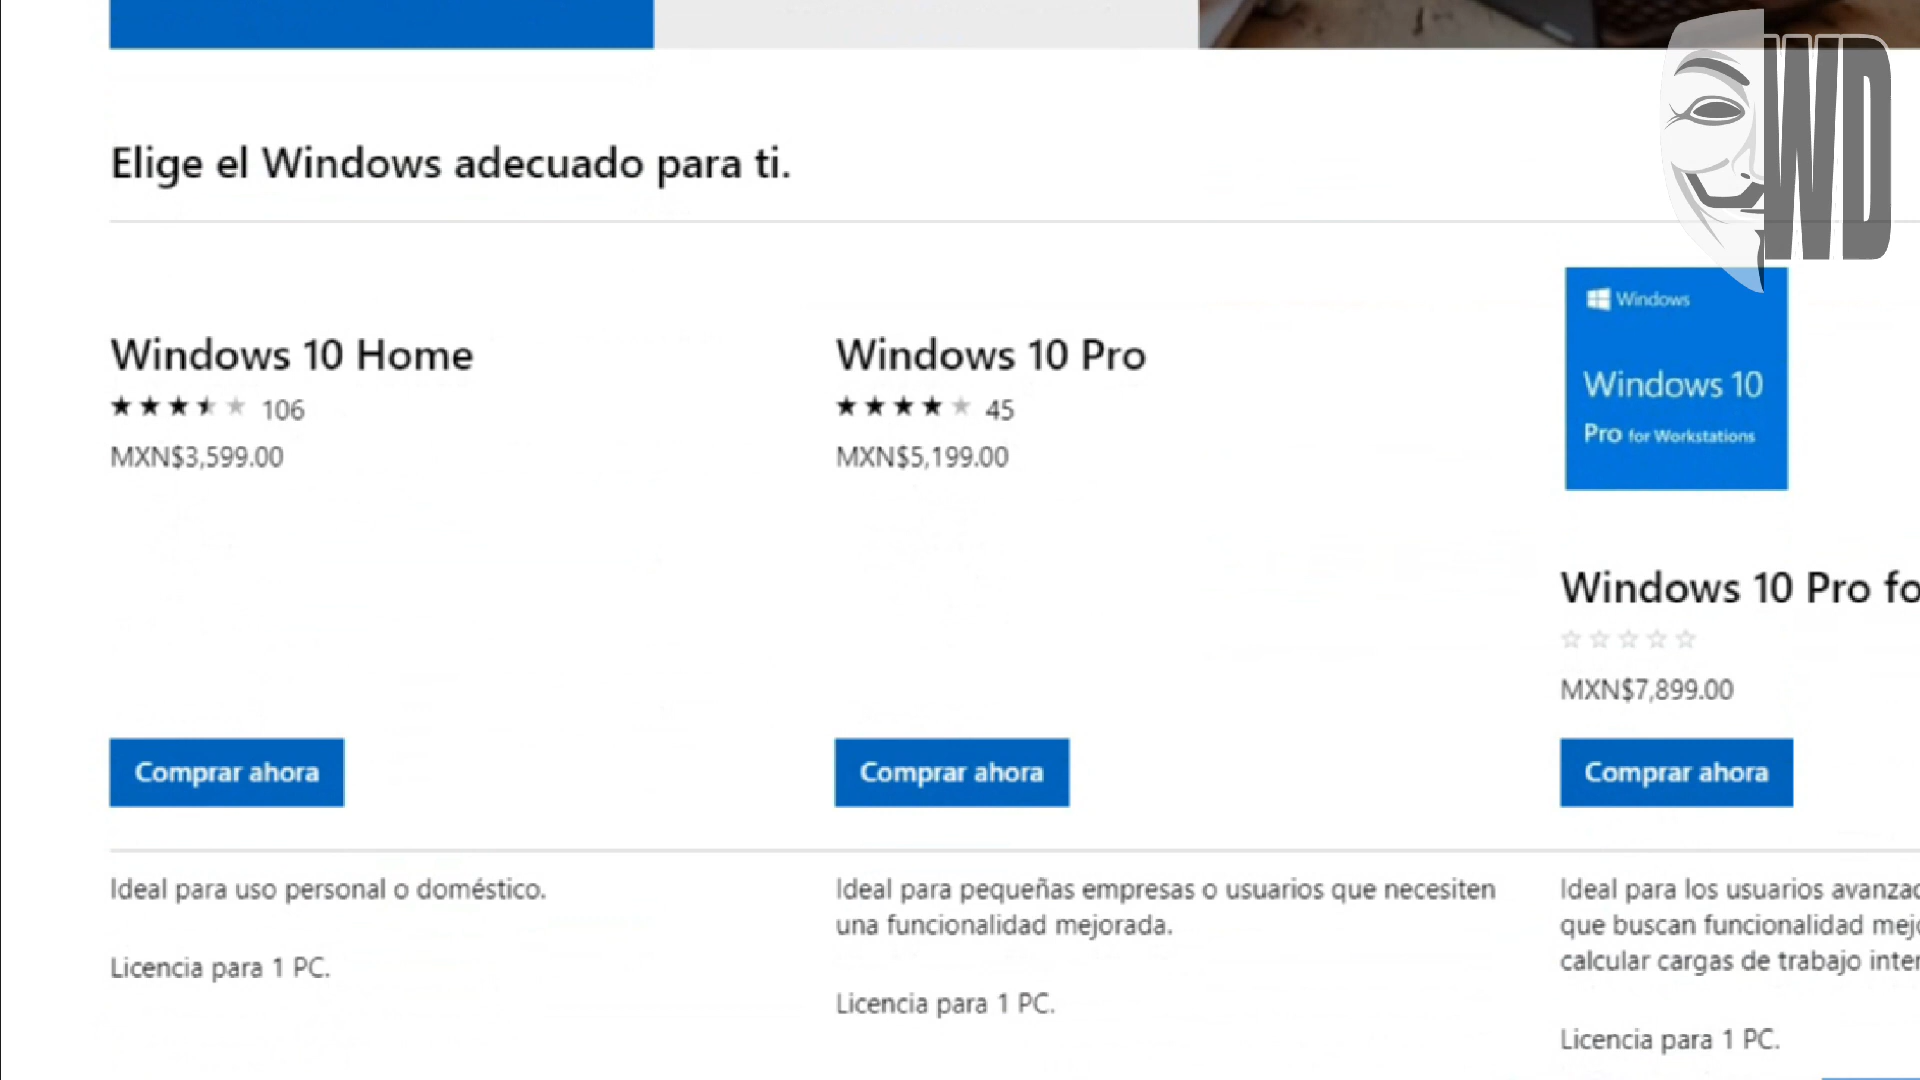 WD
Elige el Windows adecuado para ti.
Windows
Windows 10
Pro for Workstations
Windows 10 Home
106
MXN$3,599.00
Windows 10 Pro
45
MXN$5,199.00
Windows 10 Pro
MXN$7,899.00
Comprar ahora
Comprar ahora
Comprar ahora
Ideal para uso personal o doméstico.
Licencia para 1 PC.
Ideal para pequeñas empresas o usuarios que necesiten
una funcionalidad mejorada.
Licencia para 1 PC.
Ideal para los usuarios
que buscan funcionalidad
calcular cargas de trabajo
Licencia para 1 PC.